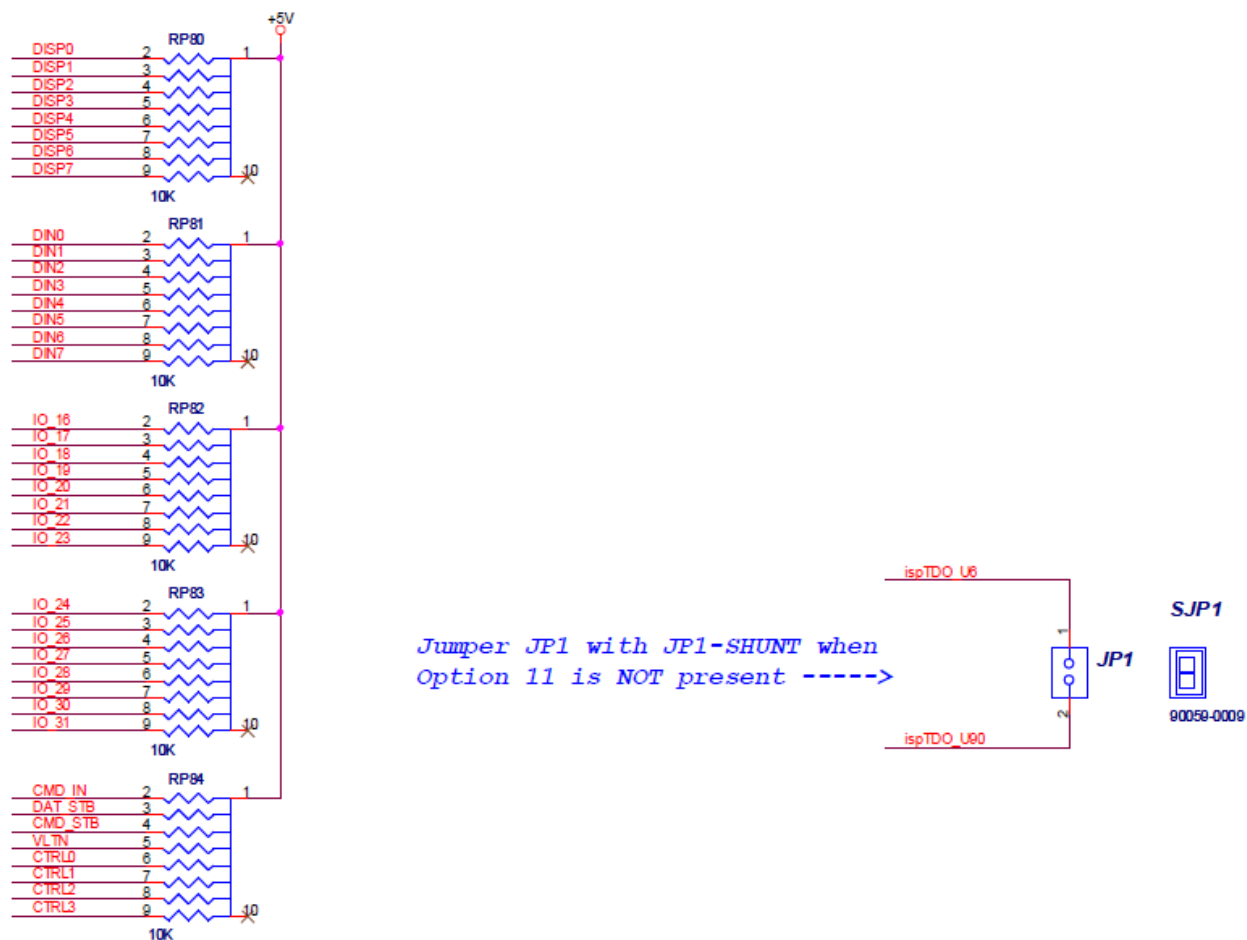 +5V
RP80
DISP0 2 1
DISP1 3
DISP2 4
DISP3 5
DISP4 6
DISP5 7
DISP6 8
DISP7 9 10
10K
RP81
DIN0 2 1
DIN1 3
DIN2 4
DIN3 5
DIN4 6
DIN5 7
DIN6 8
DIN7 9 10
10K
RP82
IO_16 2 1
IO_17 3
IO_18 4
IO_19 5
IO_20 6
IO_21 7
IO_22 8
IO_23 9 10
10K
RP83
IO_24 2 1
IO_25 3
IO_26 4
IO_27 5
IO_28 6
IO_29 7
IO_30 8
IO_31 9 10
10K
RP84
CMD_IN 2 1
DAT_STB 3
CMD_STB 4
VLTN 5
CTRL0 6
CTRL1 7
CTRL2 8
CTRL3 9 10
10K
Jumper JP1 with JP1-SHUNT when
Option 11 is NOT present ----->
ispTDO_U6
1
JP1
2
ispTDO_U90
SJP1
90059-0009